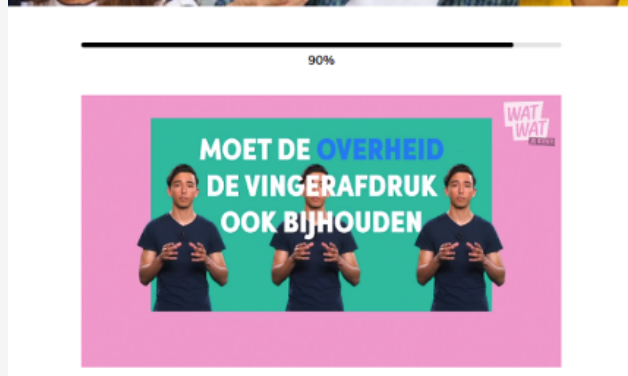 90%
WAT
WAT
MOET DE OVERHEID
DE VINGERAFDRUK
OOK BIJHOUDEN